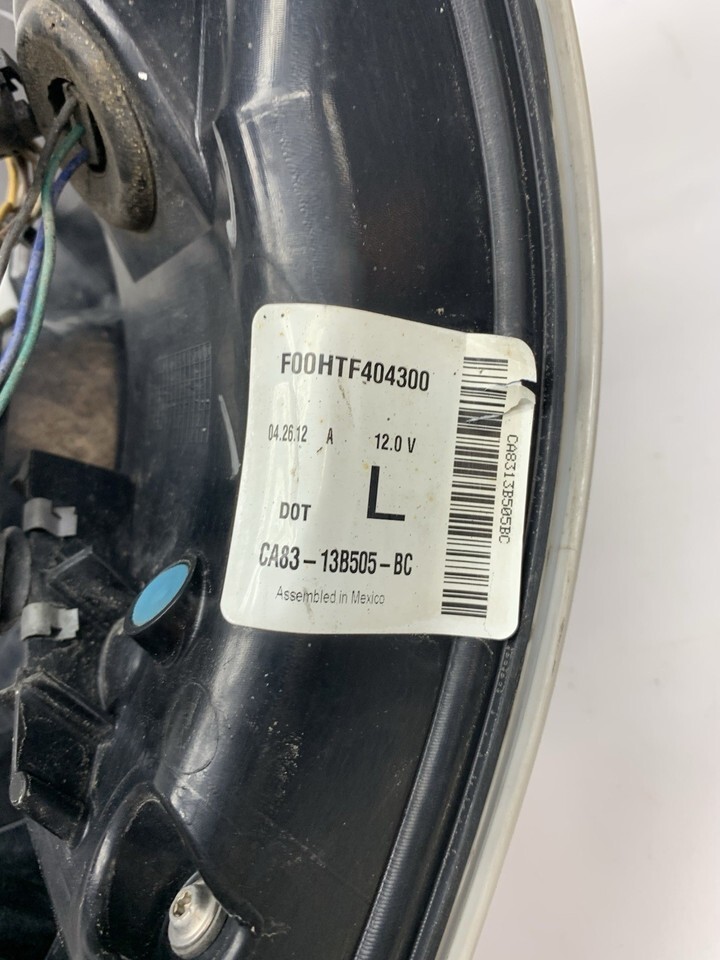 F00HTF404300
04.26.12 A 12.0 V
DOT L
CA83-13B505-BC
Assembled in Mexico
CA8313B505BC